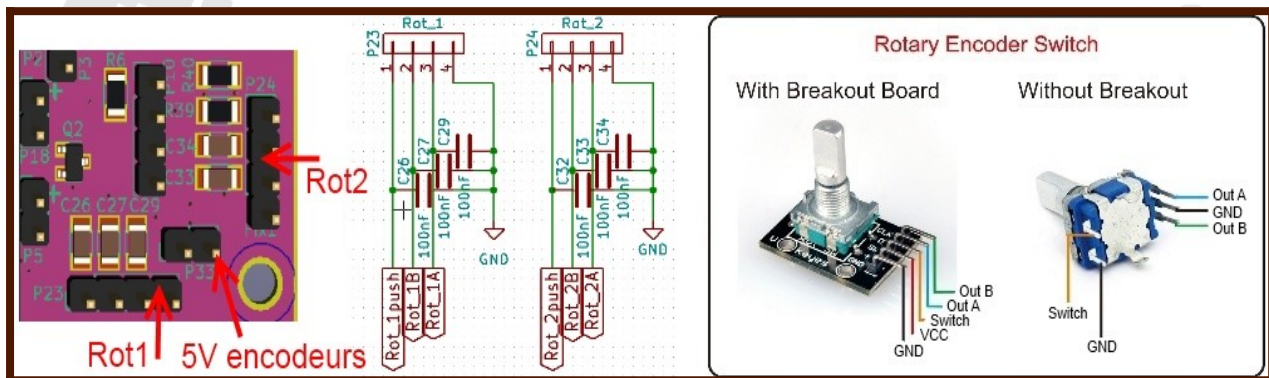 P2
P3
R6
P10
R40
P24
R39
Q2
P18
C34
C33
Rot2
P5
C26 C27 C29
P33
P23
Rot1
5V encodeurs
Rot_1
P23
1 2 3 4
C26
C27
C29
100nF
100nF
100nF
GND
Rot_1push
Rot_1B
Rot_1A
Rot_2
P24
1 2 3 4
C32
C33
C34
100nF
100nF
100nF
GND
Rot_2push
Rot_2B
Rot_2A
Rotary Encoder Switch
With Breakout Board
Out B
Out A
Switch
VCC
GND
Without Breakout
Out A
GND
Out B
Switch
GND